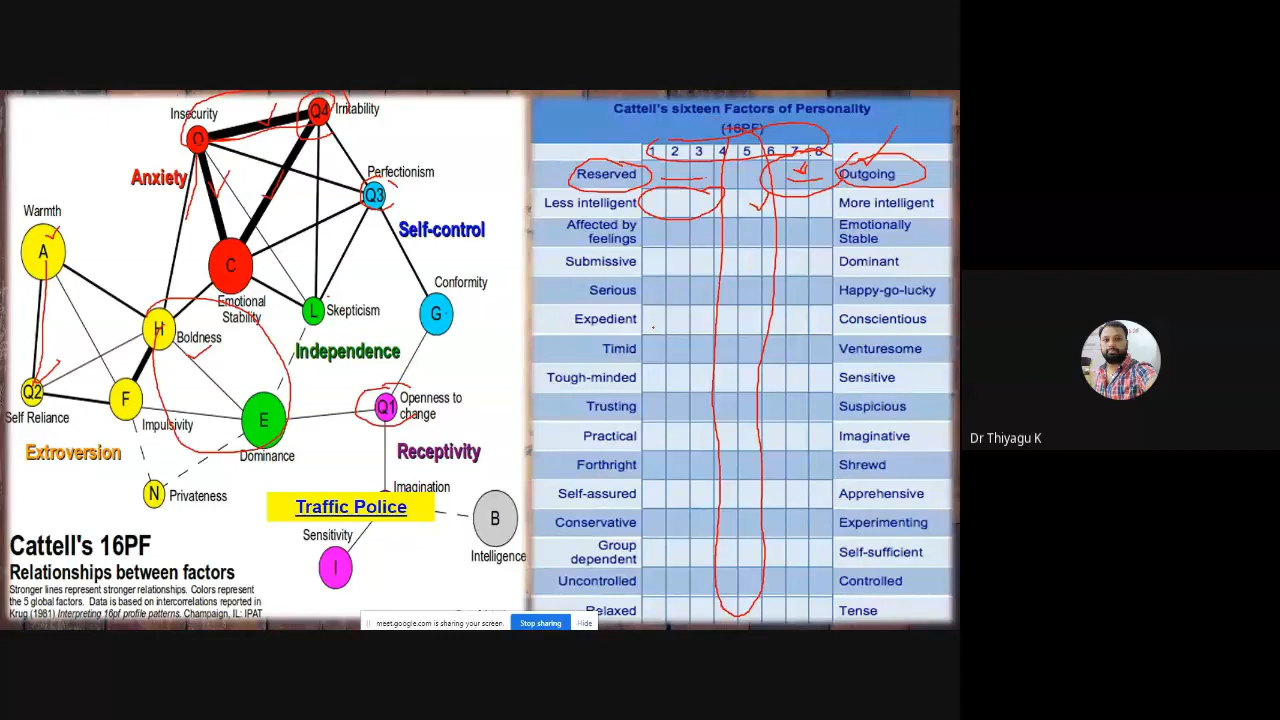 Insecurity
O
Q4
Irritability
Anxiety
Perfectionism
Q3
Self-control
Warmth
A
C
Emotional
Stability
Conformity
G
L
Skepticism
Independence
H
Boldness
Q2
Self Reliance
F
Impulsivity
E
Dominance
Q1
Openness to
change
Receptivity
Extroversion
N
Privateness
Imagination
Traffic Police
B
Intelligence
Sensitivity
I
Cattell's 16PF
Relationships between factors
Stronger lines represent stronger relationships. Colors represent
the 5 global factors. Data is based on intercorrelations reported in
Krug (1981) Interpreting 16pf profile patterns. Champaign, IL: IPAT
Cattell's sixteen Factors of Personality
(16PF)
1 2 3 4 5 6 7 8
Reserved Outgoing
Less intelligent More intelligent
Affected by Emotionally
feelings Stable
Submissive Dominant
Serious Happy-go-lucky
Expedient Conscientious
Timid Venturesome
Tough-minded Sensitive
Trusting Suspicious
Practical Imaginative
Forthright Shrewd
Self-assured Apprehensive
Conservative Experimenting
Group
dependent Self-sufficient
Uncontrolled Controlled
Relaxed Tense
meet.google.com is sharing your screen. Stop sharing Hide
Dr Thiyagu K